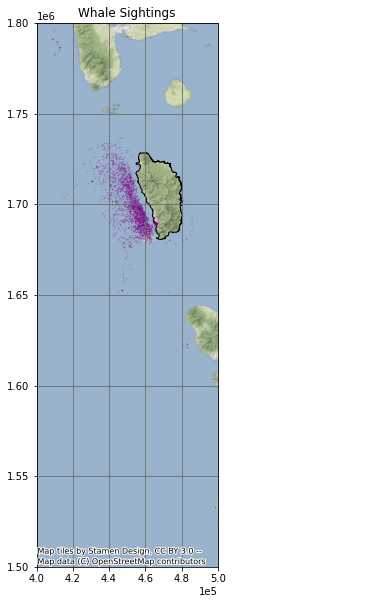 Whale Sightings
1e6
1.80
1.75
1.70
1.65
1.60
1.55
1.50
Map tiles by Stamen Design, CC BY 3.0 --
Map data (C) OpenStreetMap contributors
4.0 4.2 4.4 4.6 4.8 5.0
1e5